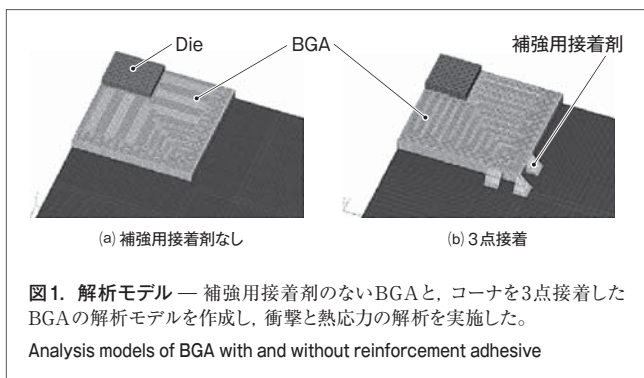 Die
BGA
補強用接着剤
(a) 補強用接着剤なし
(b) 3点接着
図1. 解析モデル — 補強用接着剤のないBGAと，コーナを3点接着した
BGAの解析モデルを作成し，衝撃と熱応力の解析を実施した。
Analysis models of BGA with and without reinforcement adhesive